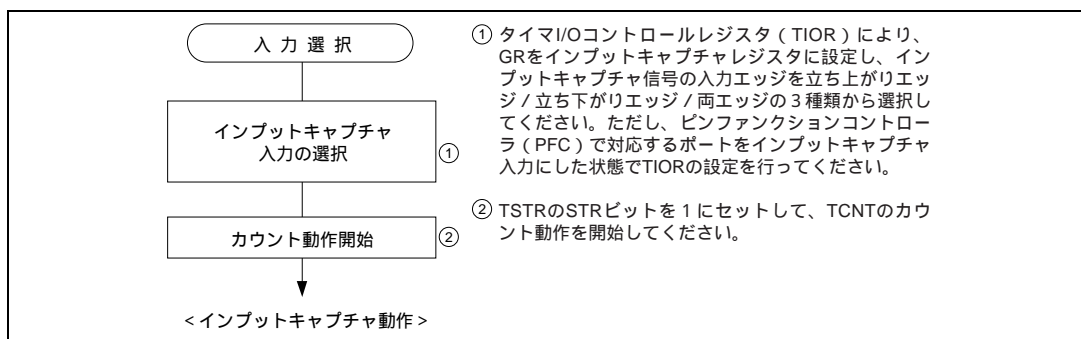 入 力 選 択
インプットキャプチャ
入力の選択
①
カウント動作開始
②
＜インプットキャプチャ動作＞
① タイマI/Oコントロールレジスタ（TIOR）により、
GRをインプットキャプチャレジスタに設定し、イン
プットキャプチャ信号の入力エッジを立ち上がりエッ
ジ / 立ち下がりエッジ / 両エッジの３種類から選択し
てください。ただし、ピンファンクションコントロー
ラ（PFC）で対応するポートをインプットキャプチャ
入力にした状態でTIORの設定を行ってください。
② TSTRのSTRビットを１にセットして、TCNTのカウ
ント動作を開始してください。